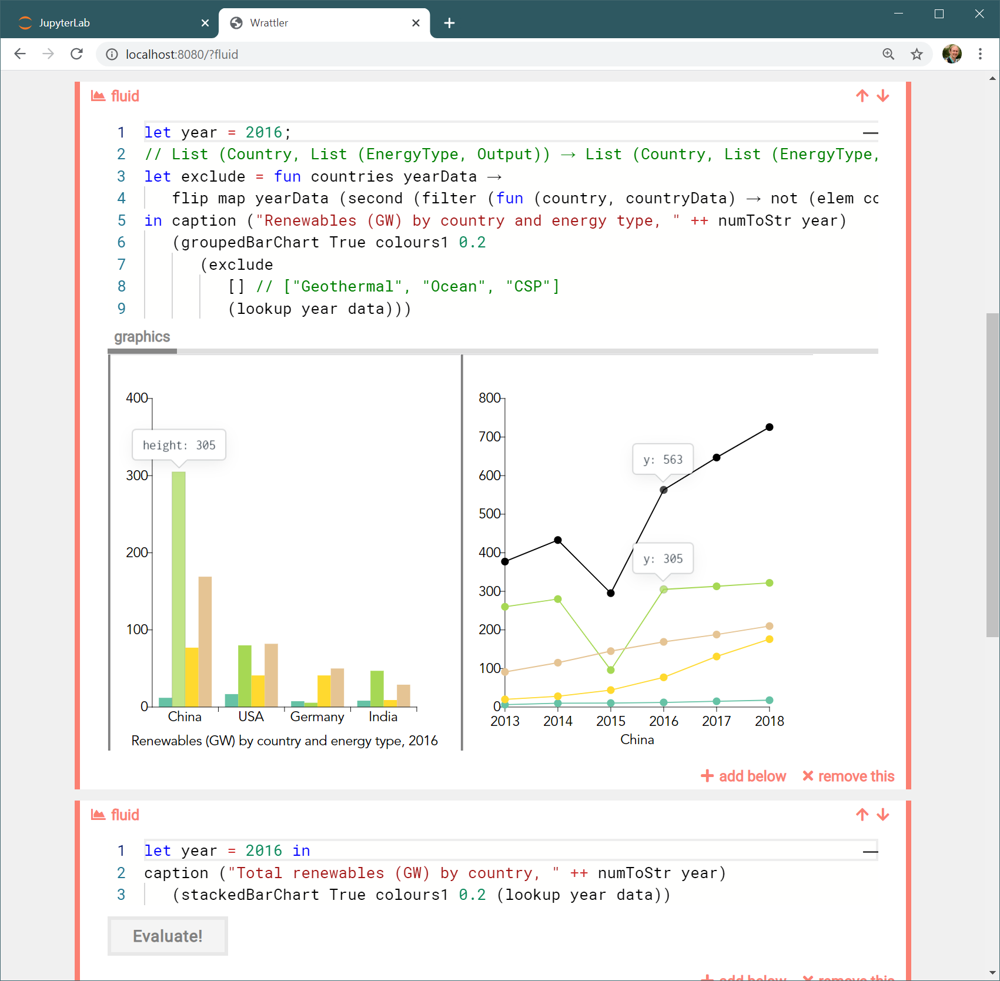 JupyterLab
Wrattler
localhost:8080/?fluid
fluid
1 let year = 2016;
2 // List (Country, List (EnergyType, Output)) → List (Country, List (EnergyType,
3 let exclude = fun countries yearData →
4 flip map yearData (second (filter (fun (country, countryData) → not (elem co
5 in caption ("Renewables (GW) by country and energy type, " ++ numToStr year)
6 (groupedBarChart True colours1 0.2
7 (exclude
8 [] // ["Geothermal", "Ocean", "CSP"]
9 (lookup year data)))
graphics
400
300
200
100
0
height: 305
China USA Germany India
Renewables (GW) by country and energy type, 2016
800
700
600
500
400
300
200
100
0
y: 563
y: 305
2013 2014 2015 2016 2017 2018
China
add below remove this
fluid
1 let year = 2016 in
2 caption ("Total renewables (GW) by country, " ++ numToStr year)
3 (stackedBarChart True colours1 0.2 (lookup year data))
Evaluate!
add below remove this